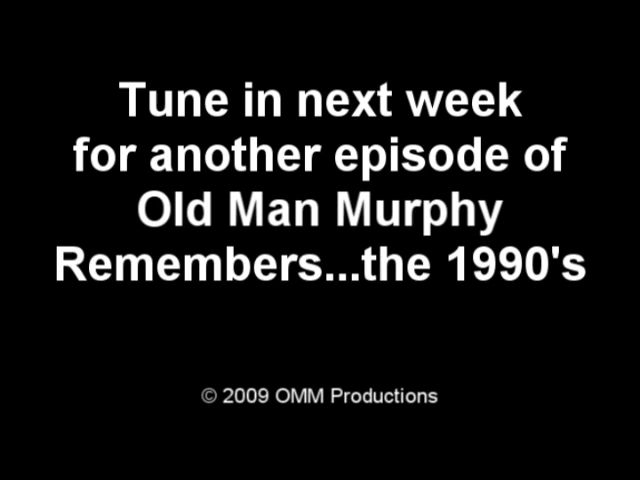 Tune in next week
for another episode of
Old Man Murphy
Remembers...the 1990's
© 2009 OMM Productions